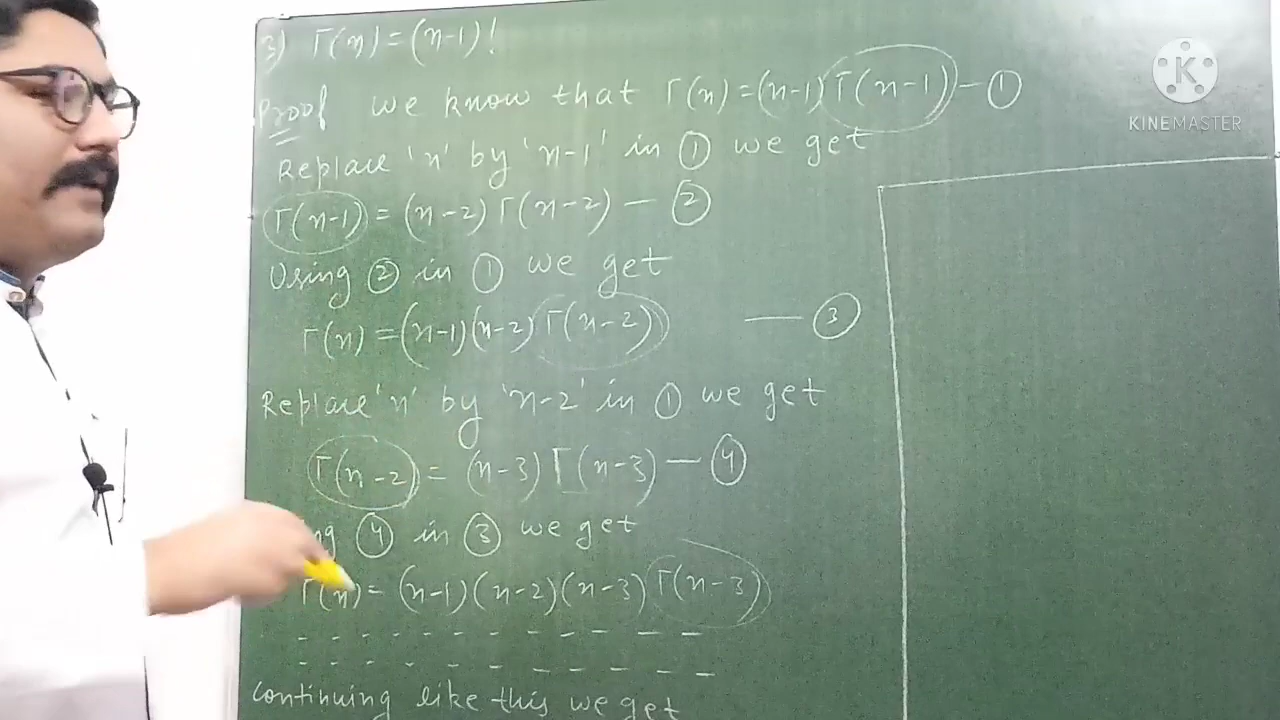 3) Γ(n) = (n-1)!
Proof we know that Γ(n) = (n-1) Γ(n-1) — ①
Replace 'n' by 'n-1' in ① we get
Γ(n-1) = (n-2) Γ(n-2) — ②
Using ② in ① we get
Γ(n) = (n-1)(n-2) Γ(n-2) — ③
Replace 'n' by 'n-2' in ① we get
Γ(n-2) = (n-3) Γ(n-3) — ④
ng ④ in ③ we get
Γ(n) = (n-1)(n-2)(n-3) Γ(n-3)
- - - - - - - - - - -
- - - - - - - - - - -
Continuing like this we get
K
KINEMASTER